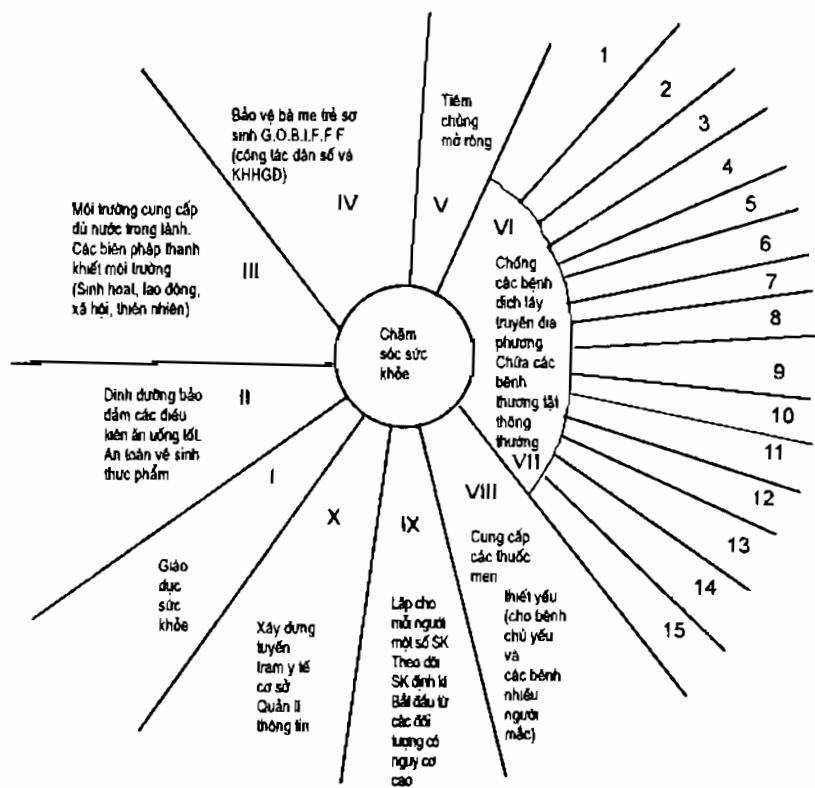 Chăm
sóc sức
khỏe
I
Giáo
dục
sức
khỏe
II
Dinh dưỡng bảo
đảm các điều
kiện ăn uống tốt.
An toàn vệ sinh
thực phẩm
III
Môi trường cung cấp
đủ nước trong lành.
Các biện pháp thanh
khiết môi trường
(Sinh hoạt, lao động,
xã hội, thiên nhiên)
IV
Bảo vệ bà mẹ trẻ sơ
sinh G.O.B.I.F.F F
(công tác dân số và
KHHGD)
V
Tiêm
chủng
mở rộng
VI
Chống
các bệnh
dịch lây
truyền địa
phương
Chữa các
bệnh
thương tật
thông
thường
VII
VIII
Cung cấp
các thuốc
men
thiết yếu
(cho bệnh
chủ yếu
và
các bệnh
nhiều
người
mắc)
IX
Lập cho
mỗi người
một sổ SK
Theo dõi
SK định kì
Bắt đầu từ
các đối
tượng có
nguy cơ
cao
X
Xây dựng
tuyến
trạm y tế
cơ sở
Quản lí
thông tin
1
2
3
4
5
6
7
8
9
10
11
12
13
14
15